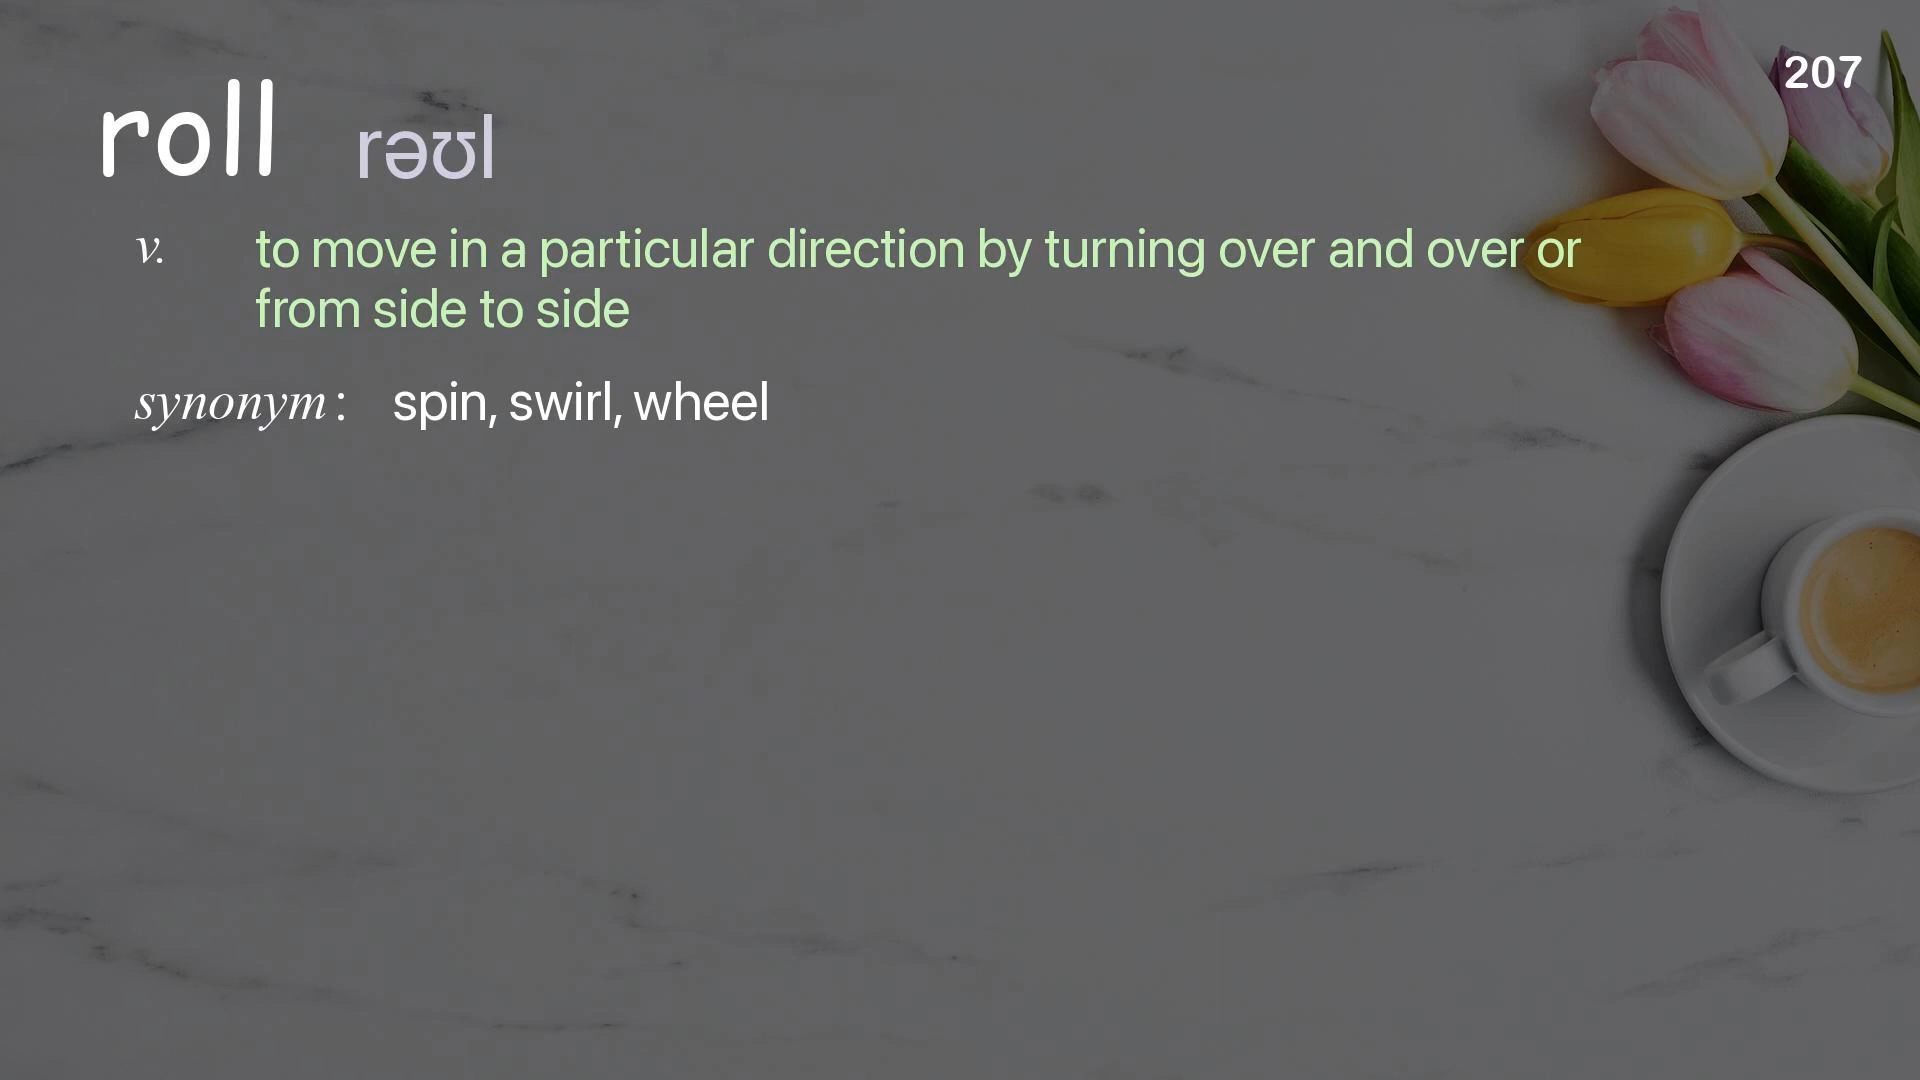 207
roll rəʊl
v. to move in a particular direction by turning over and over or
from side to side
synonym: spin, swirl, wheel